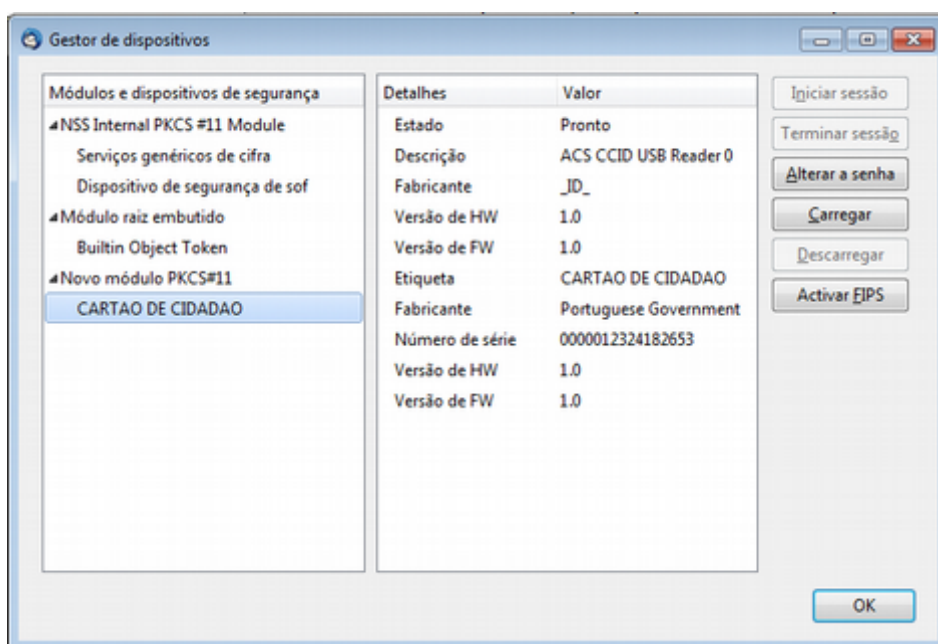 Gestor de dispositivos
Módulos e dispositivos de segurança
NSS Internal PKCS #11 Module
Serviços genéricos de cifra
Dispositivo de segurança de sof
Módulo raiz embutido
Builtin Object Token
Novo módulo PKCS#11
CARTAO DE CIDADAO
Detalhes Valor
Estado Pronto
Descrição ACS CCID USB Reader 0
Fabricante _ID_
Versão de HW 1.0
Versão de FW 1.0
Etiqueta CARTAO DE CIDADAO
Fabricante Portuguese Government
Número de série 0000012324182653
Versão de HW 1.0
Versão de FW 1.0
Iniciar sessão
Terminar sessão
Alterar a senha
Carregar
Descarregar
Activar FIPS
OK